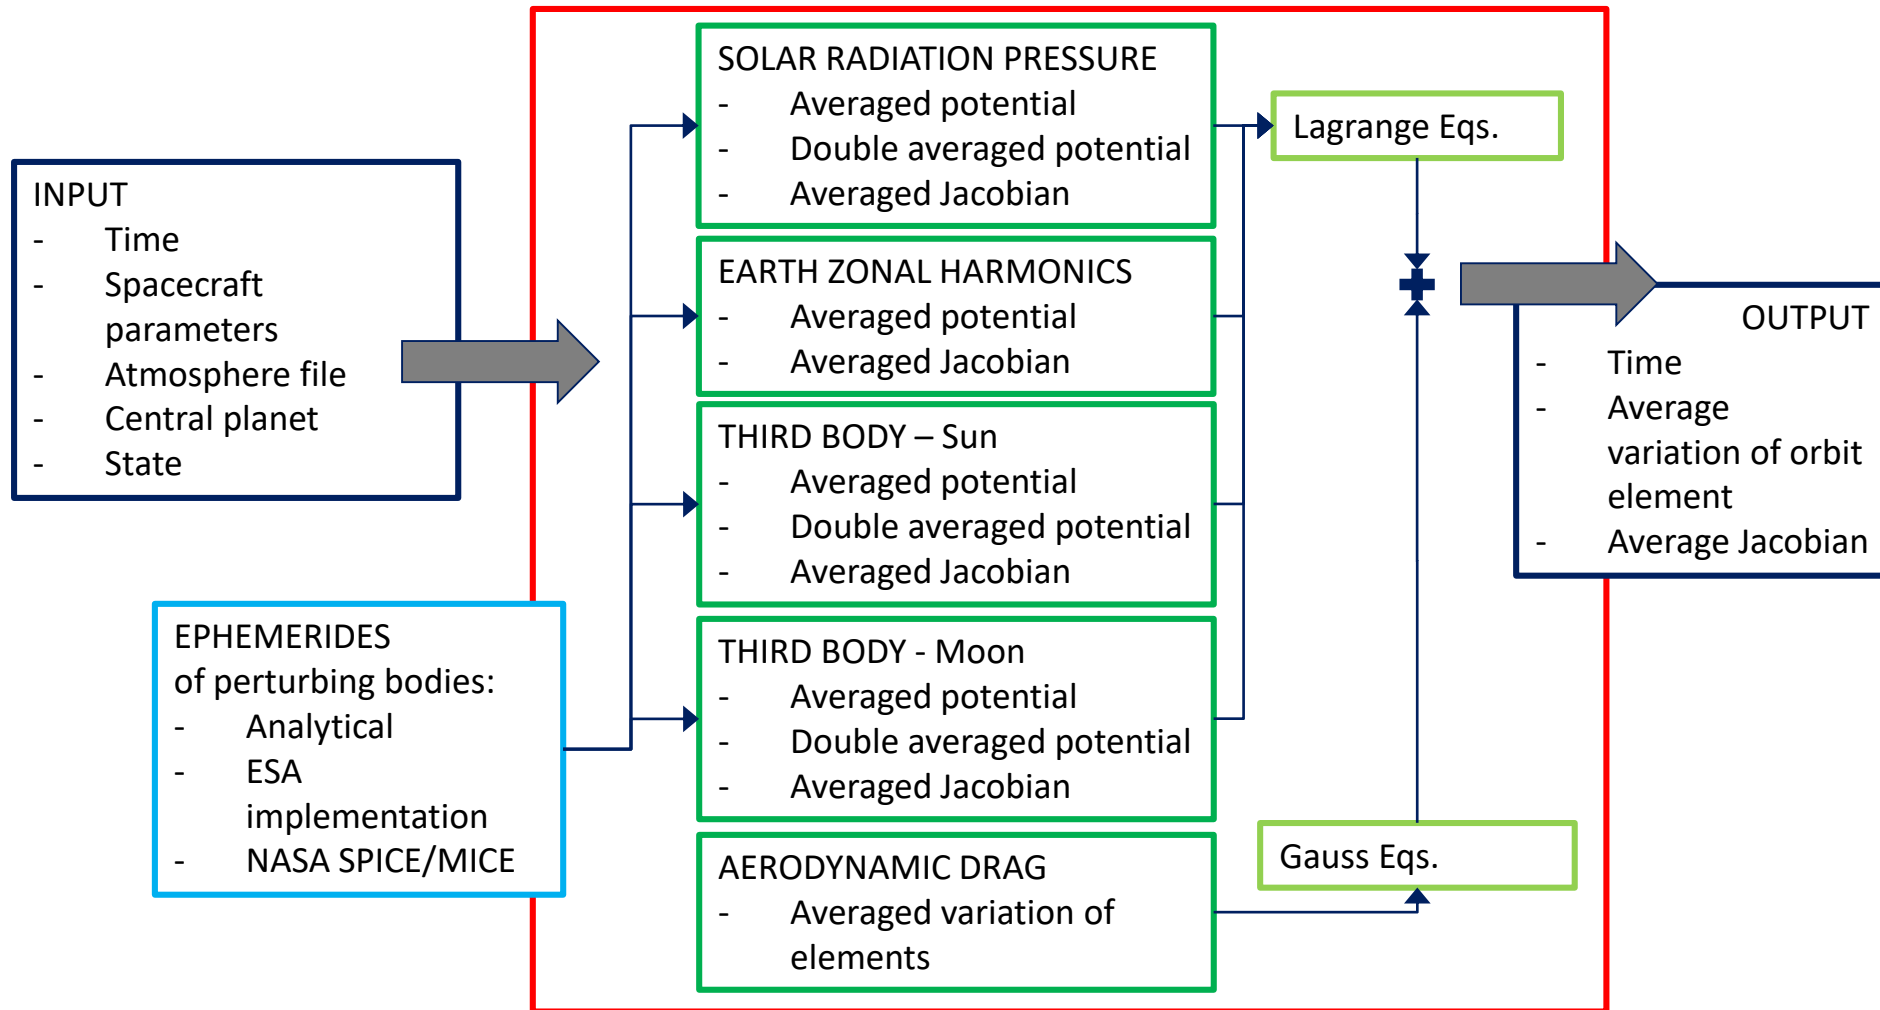 INPUT
- Time
- Spacecraft
parameters
- Atmosphere file
- Central planet
- State
EPHEMERIDES
of perturbing bodies:
- Analytical
- ESA
implementation
- NASA SPICE/MICE
SOLAR RADIATION PRESSURE
- Averaged potential
- Double averaged potential
- Averaged Jacobian
EARTH ZONAL HARMONICS
- Averaged potential
- Averaged Jacobian
THIRD BODY – Sun
- Averaged potential
- Double averaged potential
- Averaged Jacobian
THIRD BODY - Moon
- Averaged potential
- Double averaged potential
- Averaged Jacobian
AERODYNAMIC DRAG
- Averaged variation of
elements
Lagrange Eqs.
Gauss Eqs.
OUTPUT
- Time
- Average
variation of orbit
element
- Average Jacobian